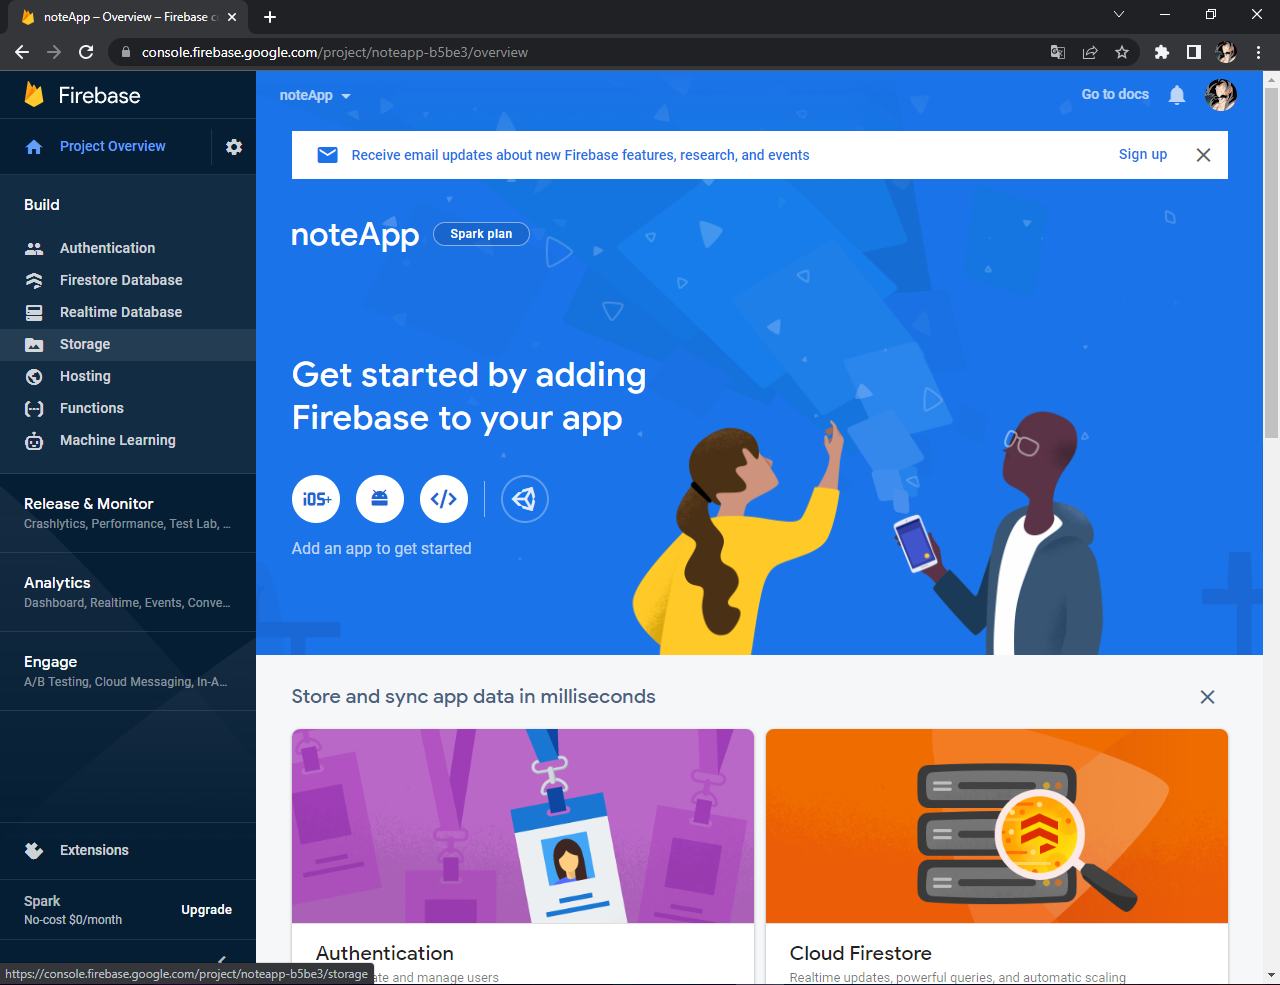 noteApp – Overview – Firebase c
console.firebase.google.com/project/noteapp-b5be3/overview
Firebase
Project Overview
Build
Authentication
Firestore Database
Realtime Database
Storage
Hosting
Functions
Machine Learning
Release & Monitor
Crashlytics, Performance, Test Lab, ...
Analytics
Dashboard, Realtime, Events, Conve...
Engage
A/B Testing, Cloud Messaging, In-A...
Extensions
Spark
No-cost $0/month
Upgrade
https://console.firebase.google.com/project/noteapp-b5be3/storage
noteApp
Go to docs
Receive email updates about new Firebase features, research, and events
Sign up
noteApp
Spark plan
Get started by adding
Firebase to your app
iOS+
</>
Add an app to get started
Store and sync app data in milliseconds
Authentication
ate and manage users
Cloud Firestore
Realtime updates, powerful queries, and automatic scaling